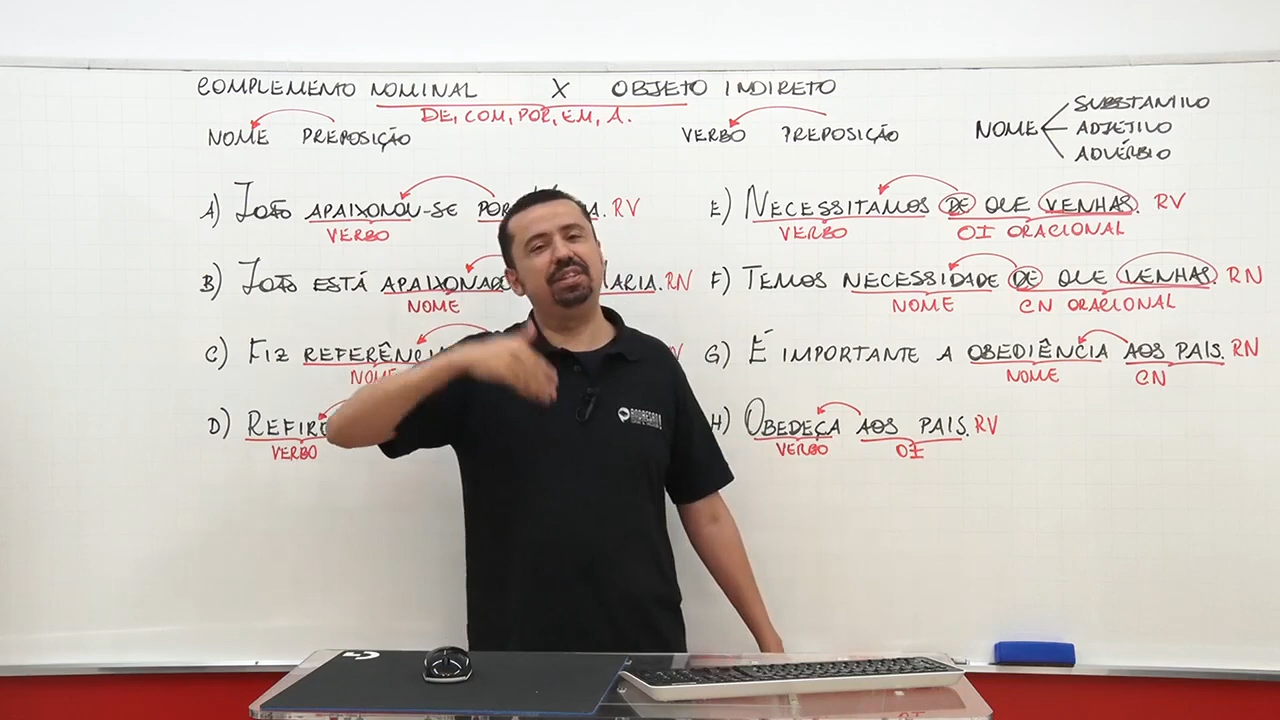 COMPLEMENTO NOMINAL X OBJETO INDIRETO
DE, COM, POR, EM, A.
NOME PREPOSIÇÃO
VERBO PREPOSIÇÃO
NOME
SUBSTANTIVO
ADJETIVO
ADVÉRBIO
A) JOÃO APAIXONOU-SE POR RV
VERBO
B) JOÃO ESTÁ RN
NOME
C) FIZ
D)
VERBO
E) NECESSITAMOS DE QUE VENHAS. RV
VERBO OI ORACIONAL
F) TEMOS NECESSIDADE DE QUE VENHAS. RN
NOME CN ORACIONAL
G) É IMPORTANTE A OBEDIÊNCIA AOS PAIS. RN
NOME CN
H) OBEDEÇA AOS PAIS. RV
VERBO OI